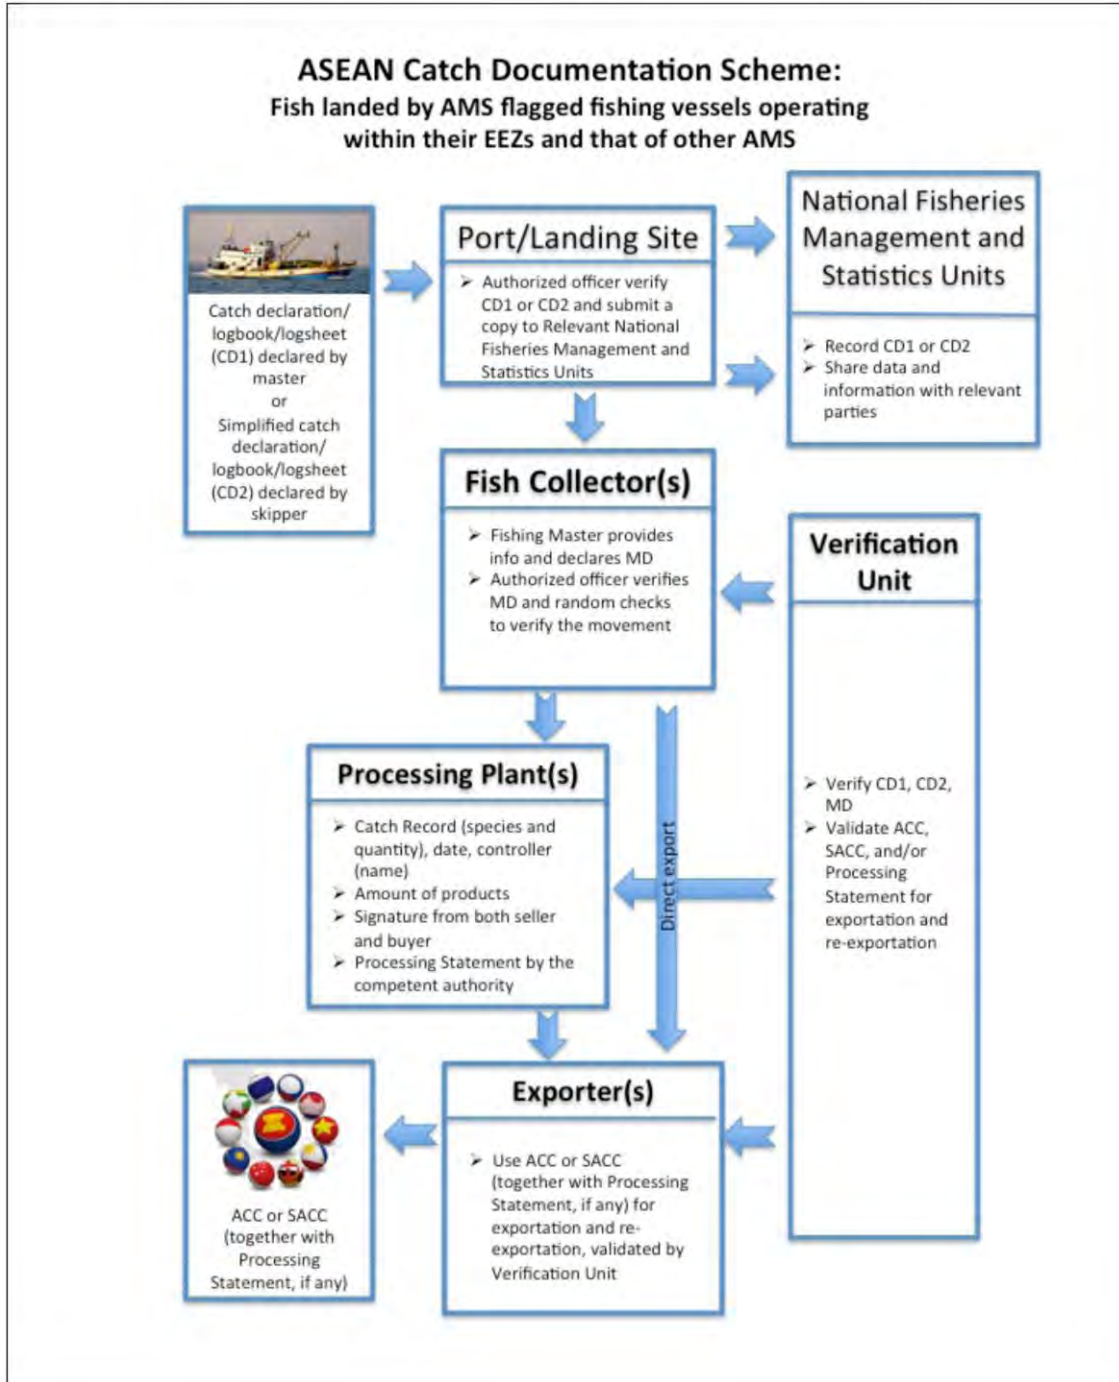 ASEAN Catch Documentation Scheme:
Fish landed by AMS flagged fishing vessels operating
within their EEZs and that of other AMS
Catch declaration/
logbook/logsheet
(CD1) declared by
master
or
Simplified catch
declaration/
logbook/logsheet
(CD2) declared by
skipper
Port/Landing Site
➢ Authorized officer verify
CD1 or CD2 and submit a
copy to Relevant National
Fisheries Management and
Statistics Units
National Fisheries
Management and
Statistics Units
➢ Record CD1 or CD2
➢ Share data and
information with relevant
parties
Fish Collector(s)
➢ Fishing Master provides
info and declares MD
➢ Authorized officer verifies
MD and random checks
to verify the movement
Verification
Unit
➢ Verify CD1, CD2,
MD
➢ Validate ACC,
SACC, and/or
Processing
Statement for
exportation and
re-exportation
Processing Plant(s)
➢ Catch Record (species and
quantity), date, controller
(name)
➢ Amount of products
➢ Signature from both seller
and buyer
➢ Processing Statement by the
competent authority
Direct export
Exporter(s)
➢ Use ACC or SACC
(together with Processing
Statement, if any) for
exportation and re-
exportation, validated by
Verification Unit
ACC or SACC
(together with
Processing
Statement, if any)